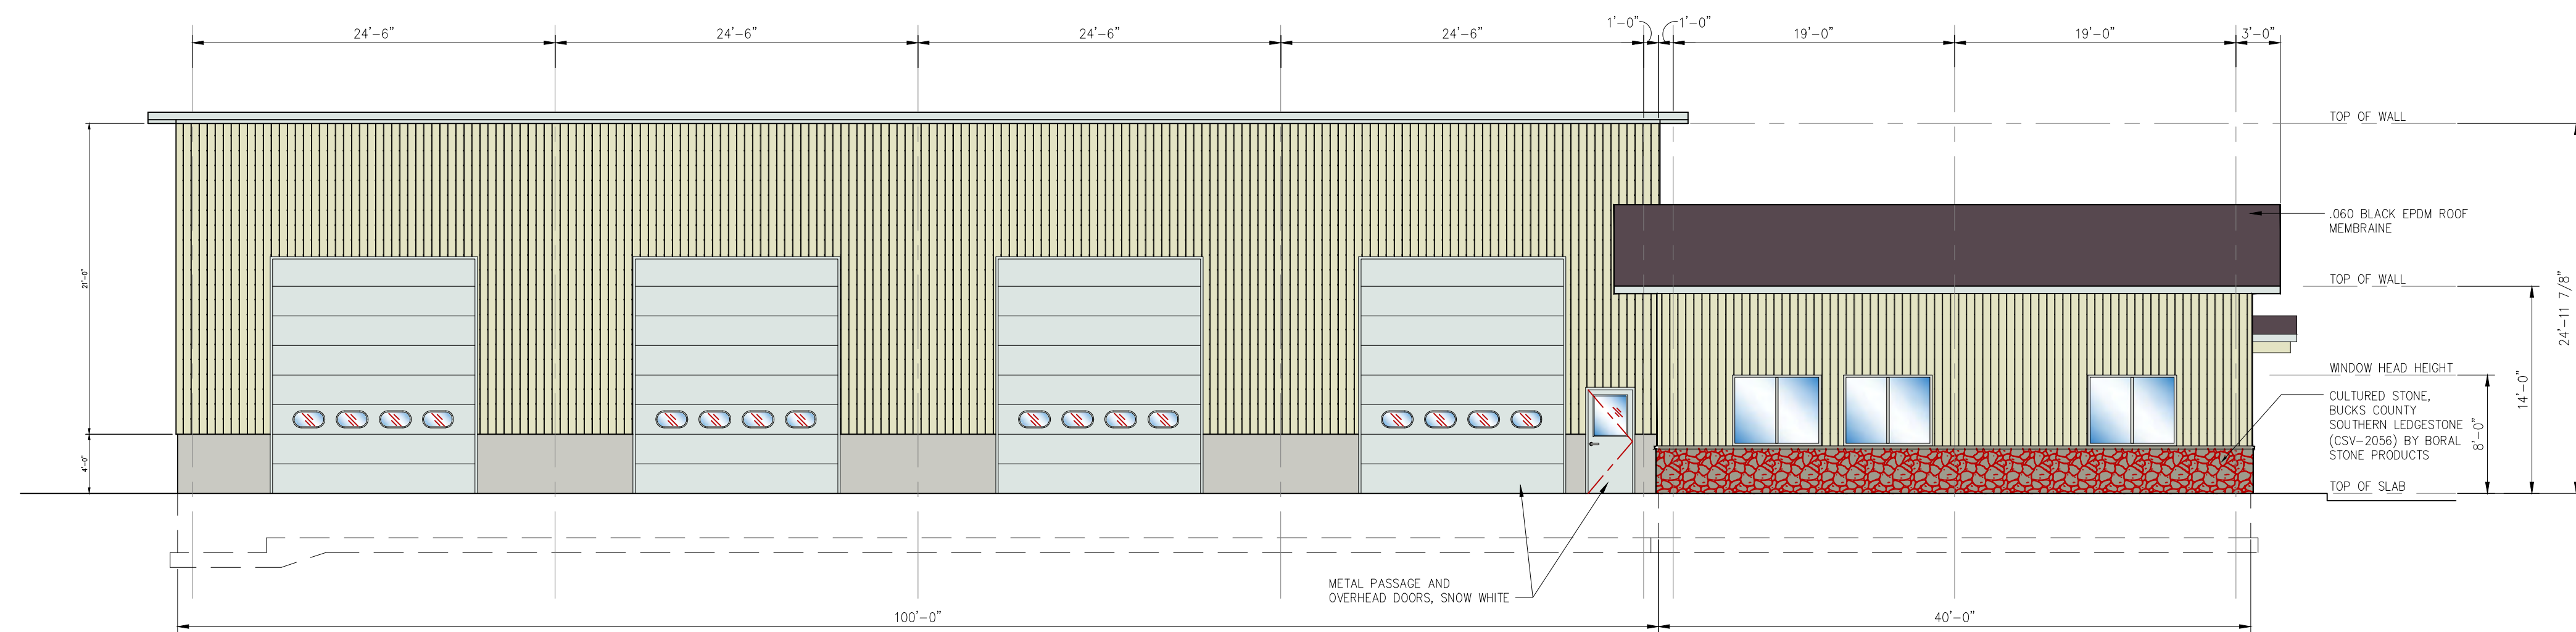 24'-6"
24'-6"
24'-6"
24'-6"
1'-0"
1'-0"
19'-0"
19'-0"
3'-0"
TOP OF WALL
.060 BLACK EPDM ROOF
MEMBRAINE
TOP OF WALL
21'-0"
24'-11 7/8"
WINDOW HEAD HEIGHT
14'-0"
CULTURED STONE,
BUCKS COUNTY
SOUTHERN LEDGESTONE
(CSV-2056) BY BORAL
STONE PRODUCTS
8'-0"
4'-0"
TOP OF SLAB
METAL PASSAGE AND
OVERHEAD DOORS, SNOW WHITE
100'-0"
40'-0"